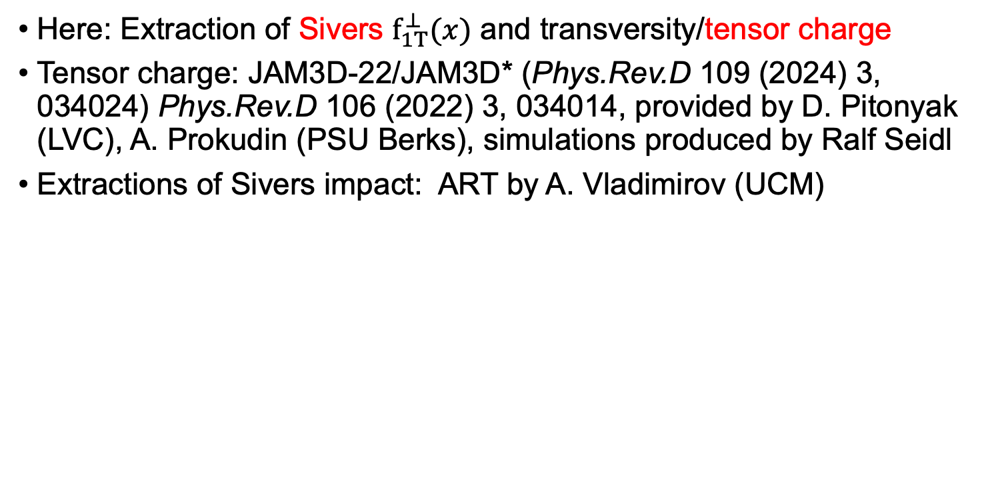 • Here: Extraction of Sivers f⊥1T(𝑥) and transversity/tensor charge
• Tensor charge: JAM3D-22/JAM3D* (Phys.Rev.D 109 (2024) 3,
034024) Phys.Rev.D 106 (2022) 3, 034014, provided by D. Pitonyak
(LVC), A. Prokudin (PSU Berks), simulations produced by Ralf Seidl
• Extractions of Sivers impact:  ART by A. Vladimirov (UCM)